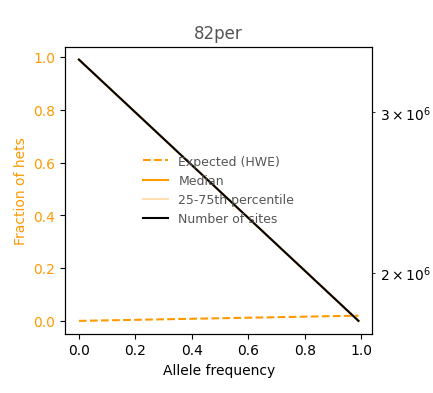 82per
1.0
0.8
0.6
0.4
0.2
0.0
Fraction of hets
3 × 10⁶
2 × 10⁶
Expected (HWE)
Median
25-75th percentile
Number of sites
0.0 0.2 0.4 0.6 0.8 1.0
Allele frequency